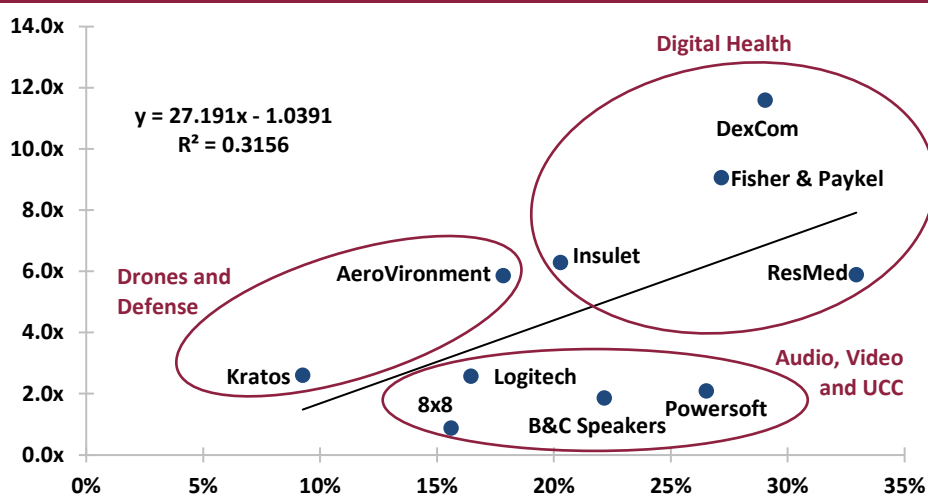 14.0x
12.0x
10.0x
8.0x
6.0x
4.0x
2.0x
0.0x
Digital Health
y = 27.191x - 1.0391
R² = 0.3156
DexCom
Fisher & Paykel
Insulet
ResMed
Drones and
Defense
AeroVironment
Kratos
Audio, Video
and UCC
Logitech
8x8
B&C Speakers
Powersoft
0%
5%
10%
15%
20%
25%
30%
35%